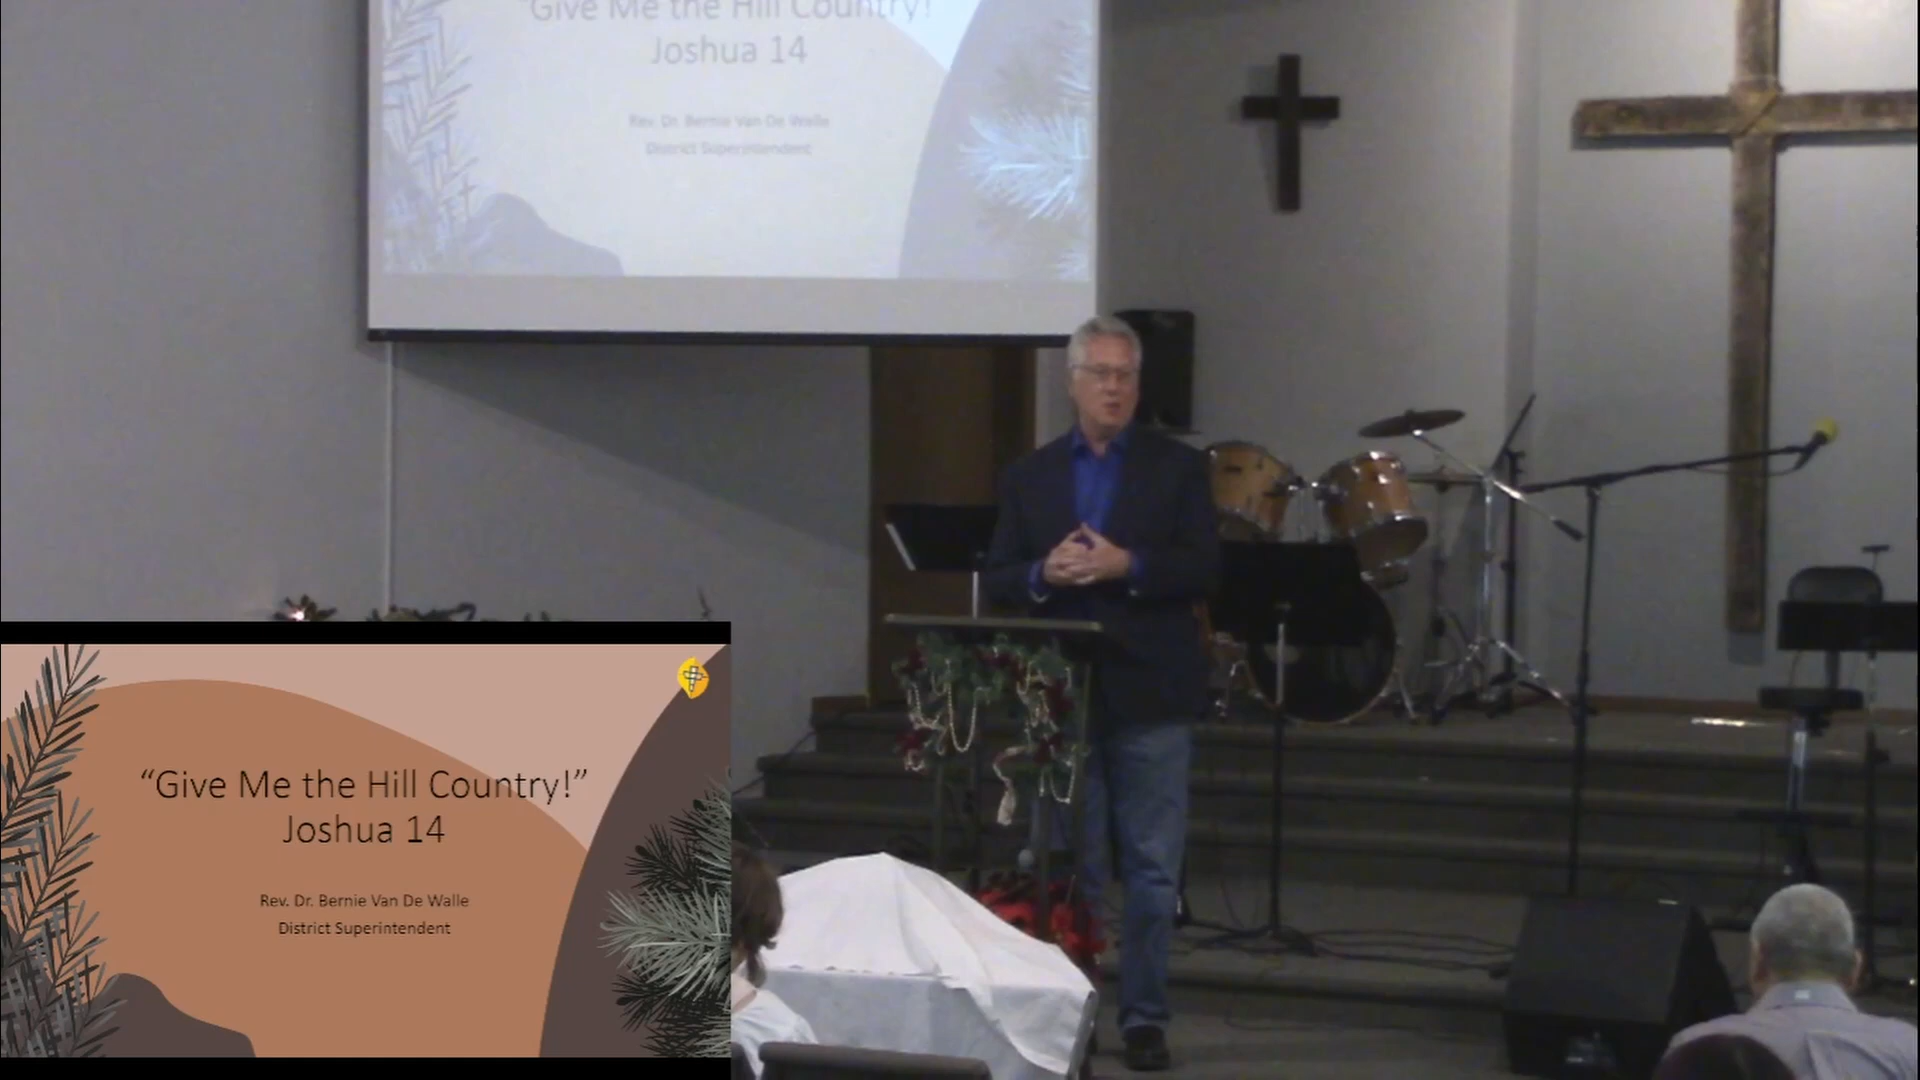 "Give Me the Hill Country!"
Joshua 14
Rev. Dr. Bernie Van De Walle
District Superintendent
“Give Me the Hill Country!”
Joshua 14
Rev. Dr. Bernie Van De Walle
District Superintendent